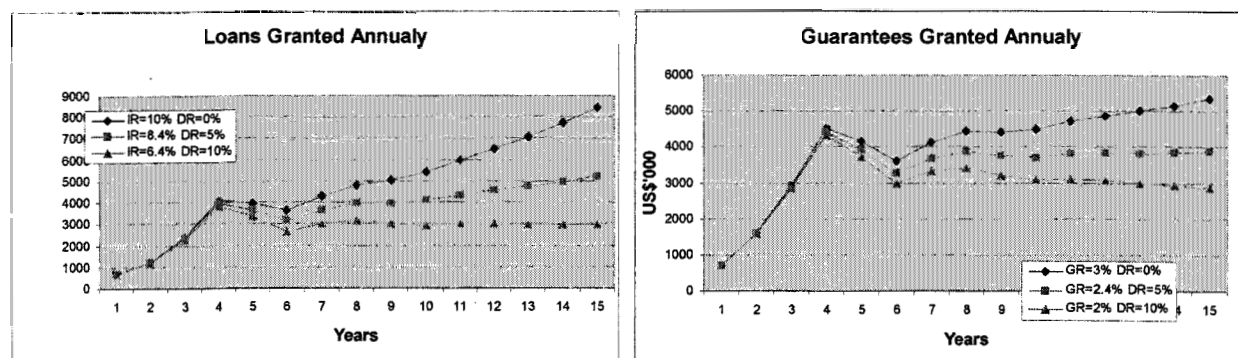 Loans Granted Annualy
9000
8000
7000
6000
5000
4000
3000
2000
1000
0
IR=10% DR=0%
IR=8.4% DR=5%
IR=6.4% DR=10%
1 2 3 4 5 6 7 8 9 10 11 12 13 14 15
Years
Guarantees Granted Annualy
US$'000
6000
5000
4000
3000
2000
1000
0
GR=3% DR=0%
GR=2.4% DR=5%
GR=2% DR=10%
1 2 3 4 5 6 7 8 9 4 15
Years